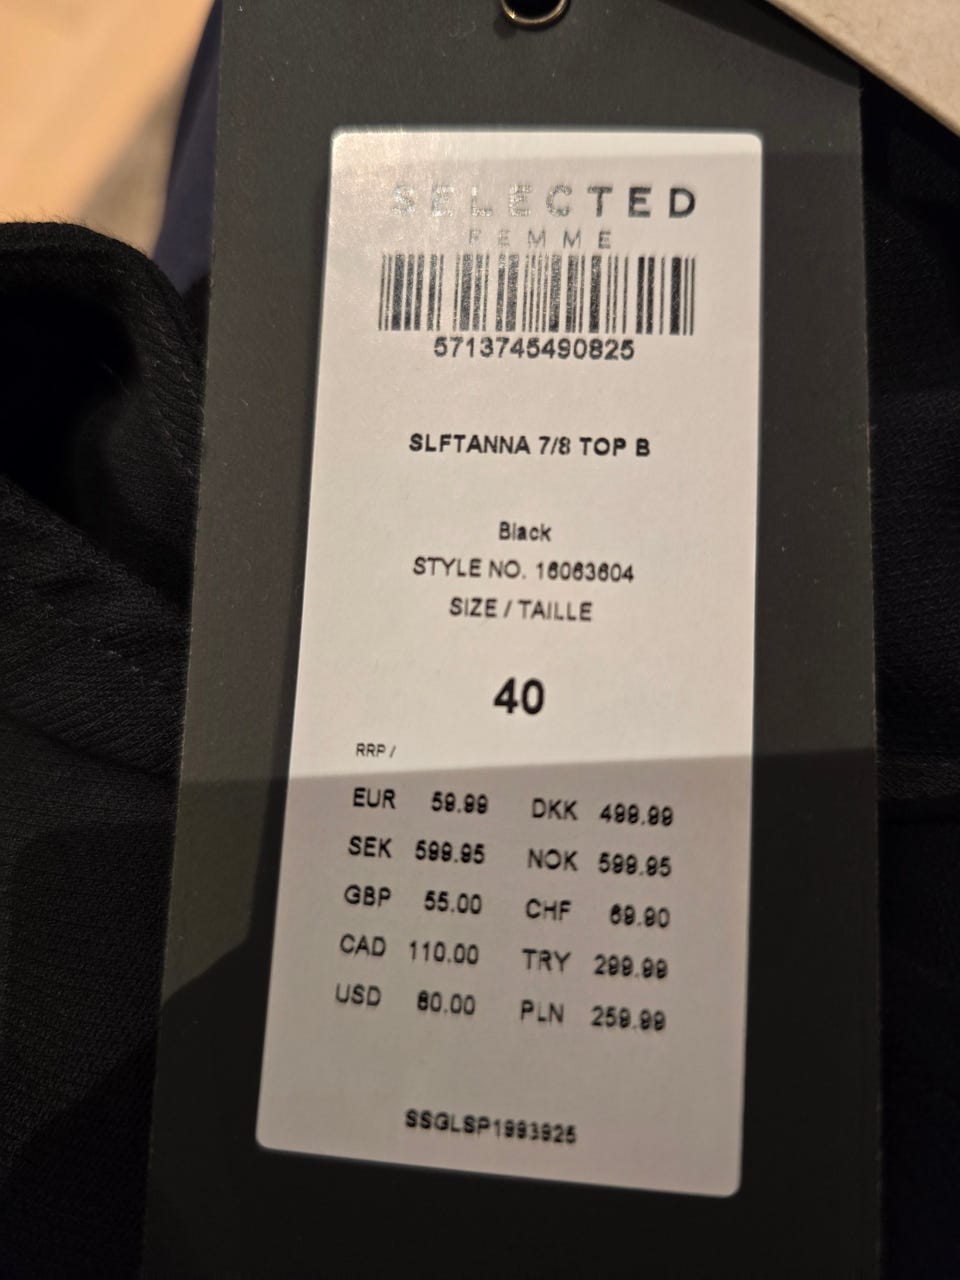 SELECTED
FEMME
5713745490825
SLFTANNA 7/8 TOP B
Black
STYLE NO. 16063604
SIZE / TAILLE
40
RRP /
EUR 59.99 DKK 499.99
SEK 599.95 NOK 599.95
GBP 55.00 CHF 69.90
CAD 110.00 TRY 299.99
USD 80.00 PLN 259.99
SSGLSP1993925